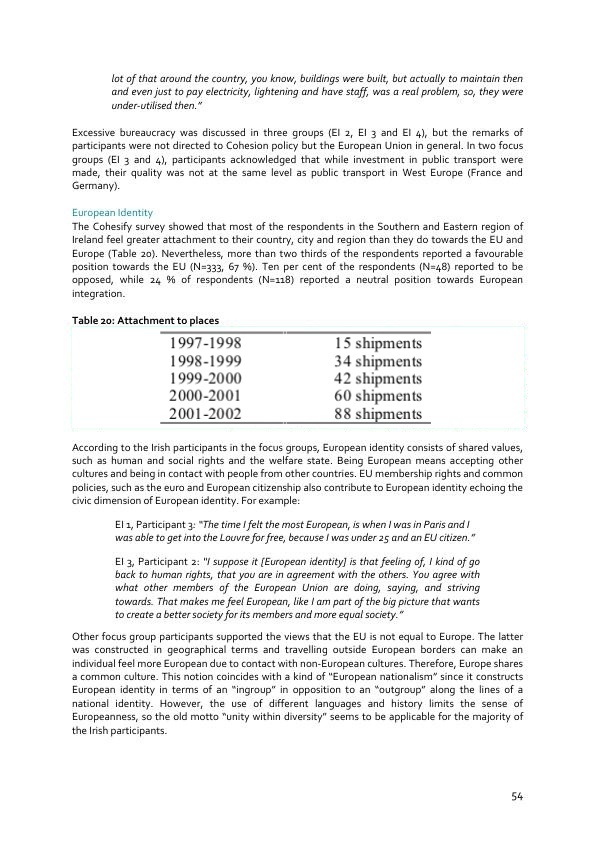 lot of that around the country, you know, buildings were built, but actually to maintain then
and even just to pay electricity, lightening and have staff, was a real problem, so, they were
under-utilised then.”
Excessive bureaucracy was discussed in three groups (EI 2, EI 3 and EI 4), but the remarks of
participants were not directed to Cohesion policy but the European Union in general. In two focus
groups (EI 3 and 4), participants acknowledged that while investment in public transport were
made, their quality was not at the same level as public transport in West Europe (France and
Germany).
European Identity
The Cohesify survey showed that most of the respondents in the Southern and Eastern region of
Ireland feel greater attachment to their country, city and region than they do towards the EU and
Europe (Table 20). Nevertheless, more than two thirds of the respondents reported a favourable
position towards the EU (N=333, 67 %). Ten per cent of the respondents (N=48) reported to be
opposed, while 24 % of respondents (N=118) reported a neutral position towards European
integration.
Table 20: Attachment to places
1997-1998 15 shipments
1998-1999 34 shipments
1999-2000 42 shipments
2000-2001 60 shipments
2001-2002 88 shipments
According to the Irish participants in the focus groups, European identity consists of shared values,
such as human and social rights and the welfare state. Being European means accepting other
cultures and being in contact with people from other countries. EU membership rights and common
policies, such as the euro and European citizenship also contribute to European identity echoing the
civic dimension of European identity. For example:
EI 1, Participant 3: “The time I felt the most European, is when I was in Paris and I
was able to get into the Louvre for free, because I was under 25 and an EU citizen.”
EI 3, Participant 2: “I suppose it [European identity] is that feeling of, I kind of go
back to human rights, that you are in agreement with the others. You agree with
what other members of the European Union are doing, saying, and striving
towards. That makes me feel European, like I am part of the big picture that wants
to create a better society for its members and more equal society.”
Other focus group participants supported the views that the EU is not equal to Europe. The latter
was constructed in geographical terms and travelling outside European borders can make an
individual feel more European due to contact with non-European cultures. Therefore, Europe shares
a common culture. This notion coincides with a kind of “European nationalism” since it constructs
European identity in terms of an “ingroup” in opposition to an “outgroup” along the lines of a
national identity. However, the use of different languages and history limits the sense of
Europeanness, so the old motto “unity within diversity” seems to be applicable for the majority of
the Irish participants.
54